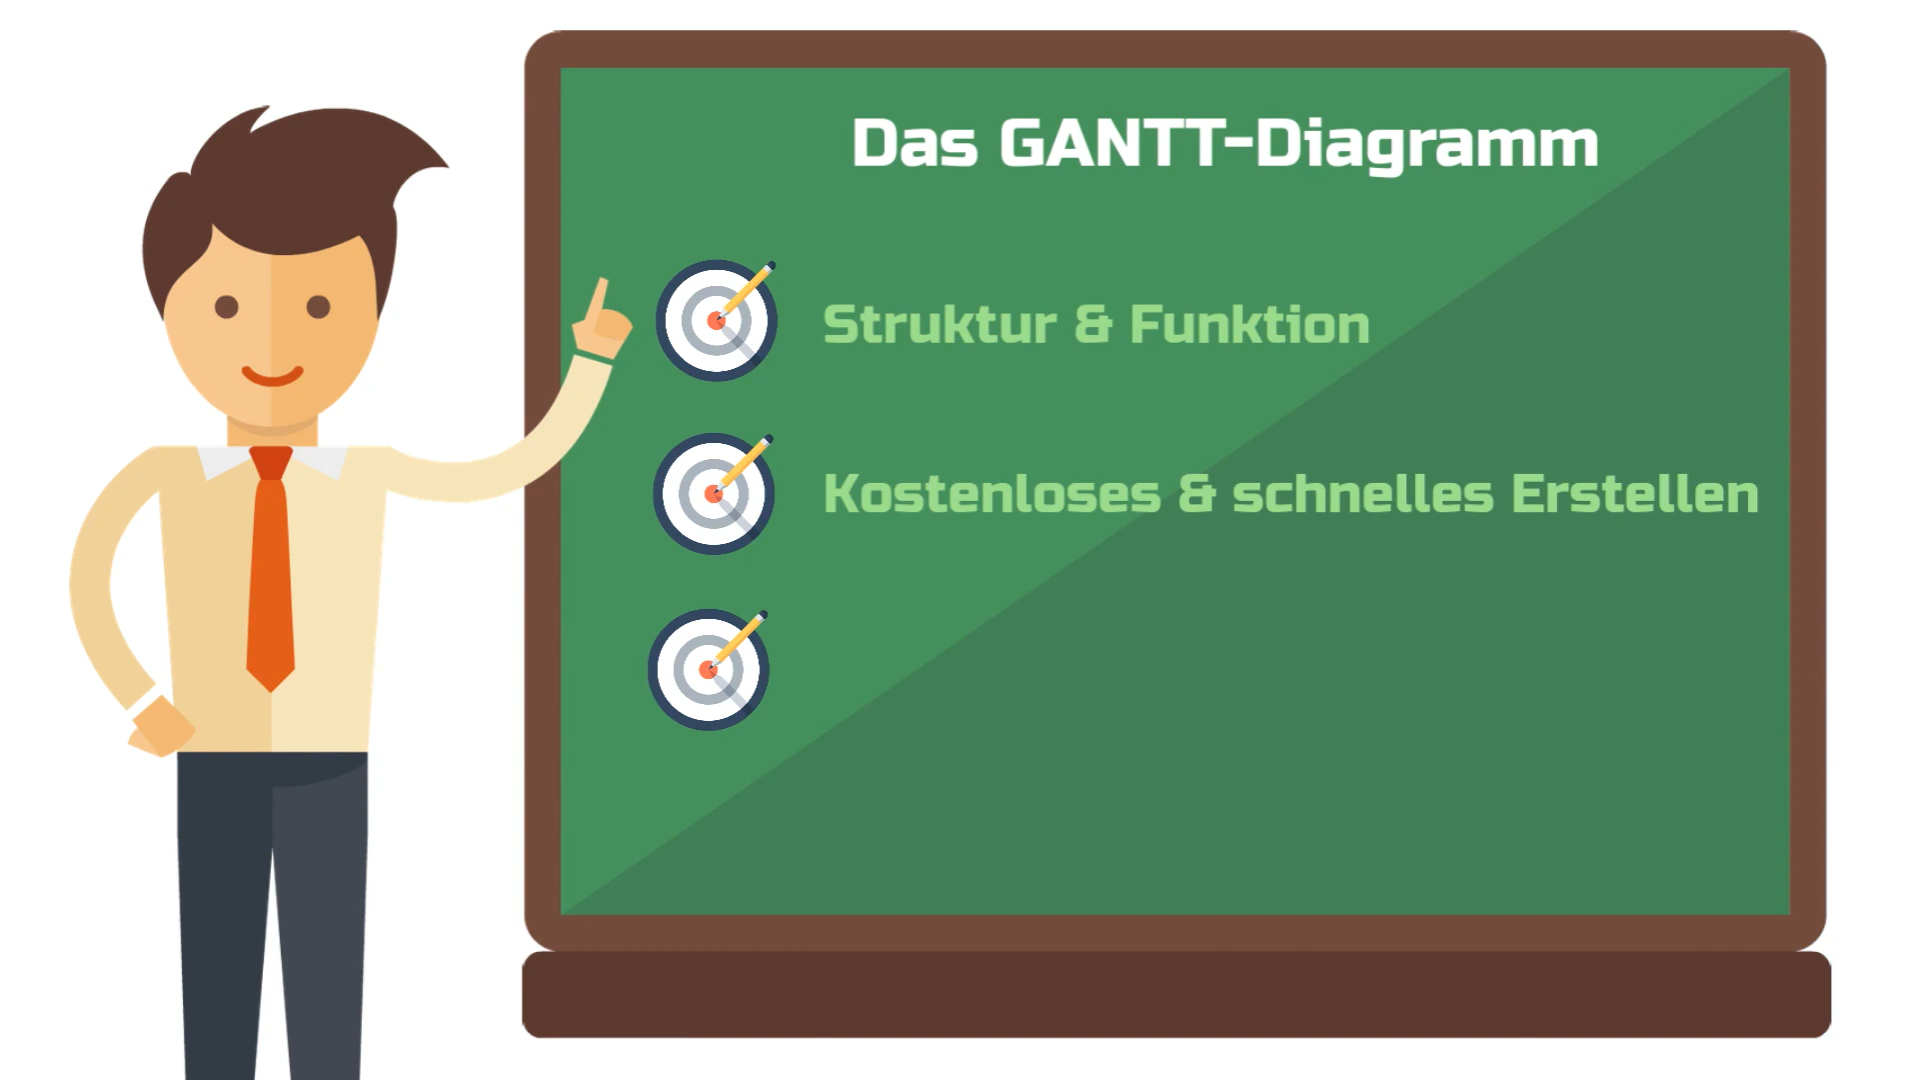 Das GANTT-Diagramm
Struktur & Funktion
Kostenloses & schnelles Erstellen